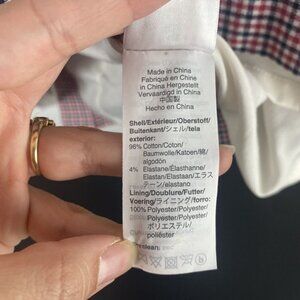 Made in China
Fabriqué en Chine
In China Hergestellt
Vervaardigd in China
中国製
Hecho en China
Shell/Extérieur/Oberstoff/
Buitenkant/シェル/tela
exterior:
96% Cotton/Coton/
Baumwolle/Katoen/綿/
algodón
4% Elastane/Élasthanne/
Elastan/Elastaan/エラス
テーン/elastano
Lining/Doublure/Futter/
Voering/ライニング/forro:
100% Polyester/Polyester/
Polyester/Polyester/
ポリエステル/
poliéster